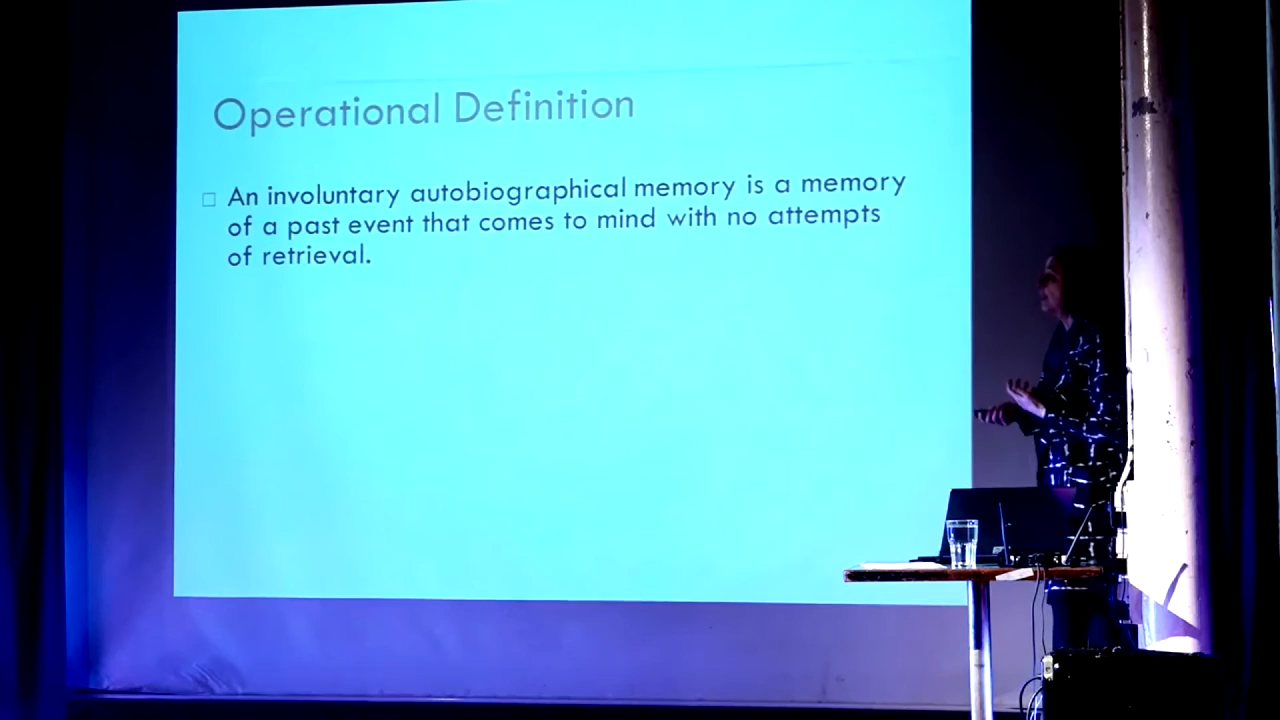 Operational Definition
An involuntary autobiographical memory is a memory
of a past event that comes to mind with no attempts
of retrieval.